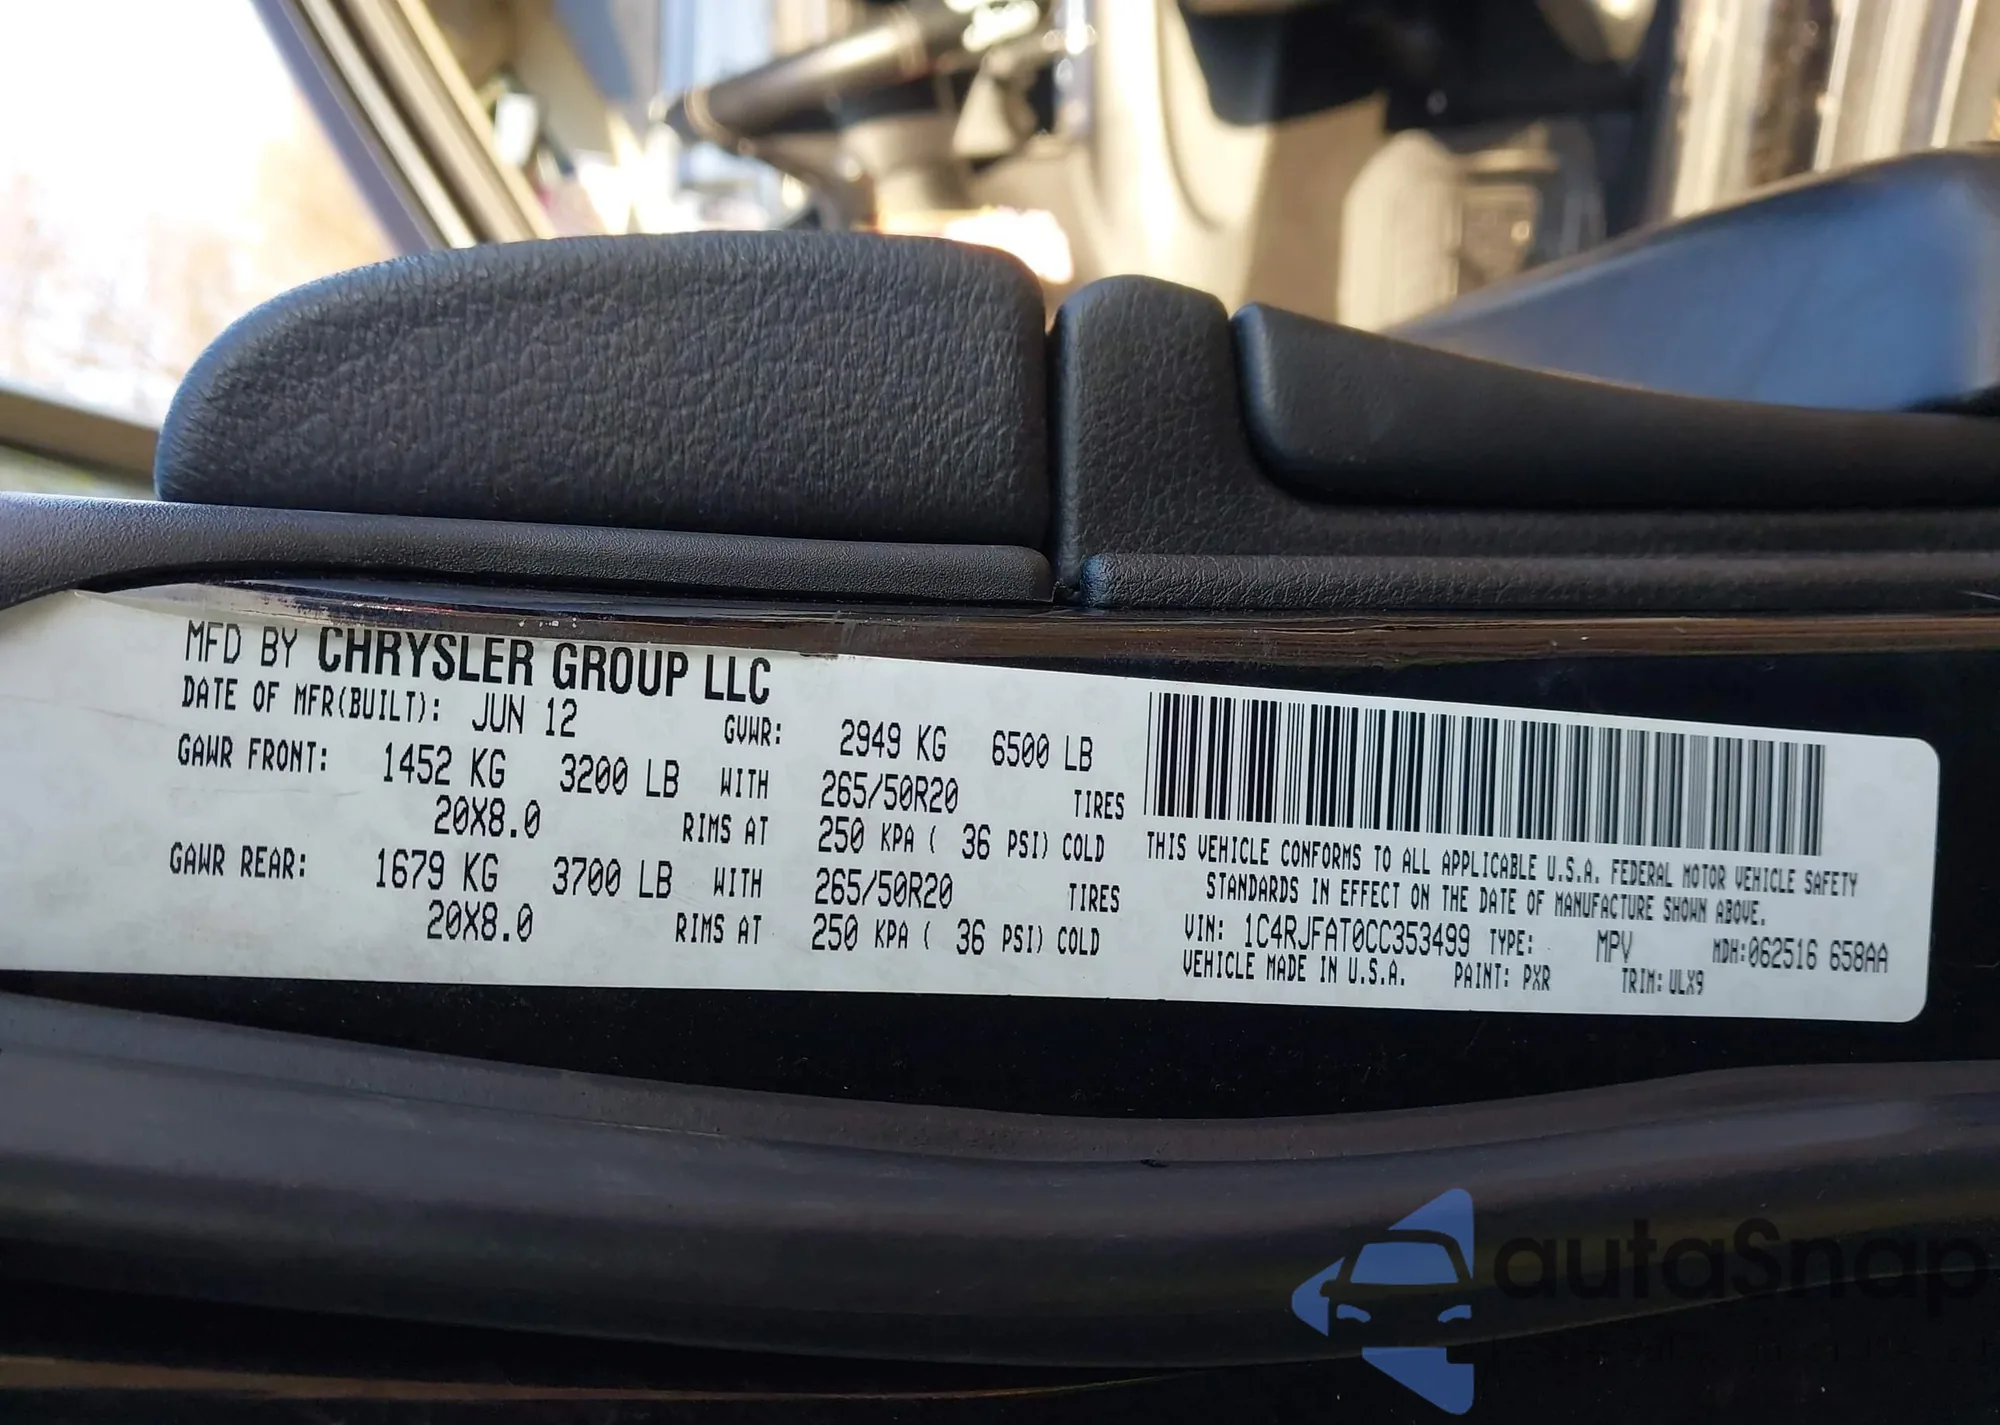 MFD BY CHRYSLER GROUP LLC
DATE OF MFR(BUILT): JUN 12 GVWR: 2949 KG 6500 LB
GAWR FRONT: 1452 KG 3200 LB WITH 265/50R20 TIRES
20X8.0 RIMS AT 250 KPA ( 36 PSI) COLD
GAWR REAR: 1679 KG 3700 LB WITH 265/50R20 TIRES
20X8.0 RIMS AT 250 KPA ( 36 PSI) COLD
THIS VEHICLE CONFORMS TO ALL APPLICABLE U.S.A. FEDERAL MOTOR VEHICLE SAFETY
STANDARDS IN EFFECT ON THE DATE OF MANUFACTURE SHOWN ABOVE.
VIN: 1C4RJFAT0CC353499 TYPE: MPV MDH:062516 658AA
VEHICLE MADE IN U.S.A. PAINT: PXR TRIM: ULX9
autaSnap